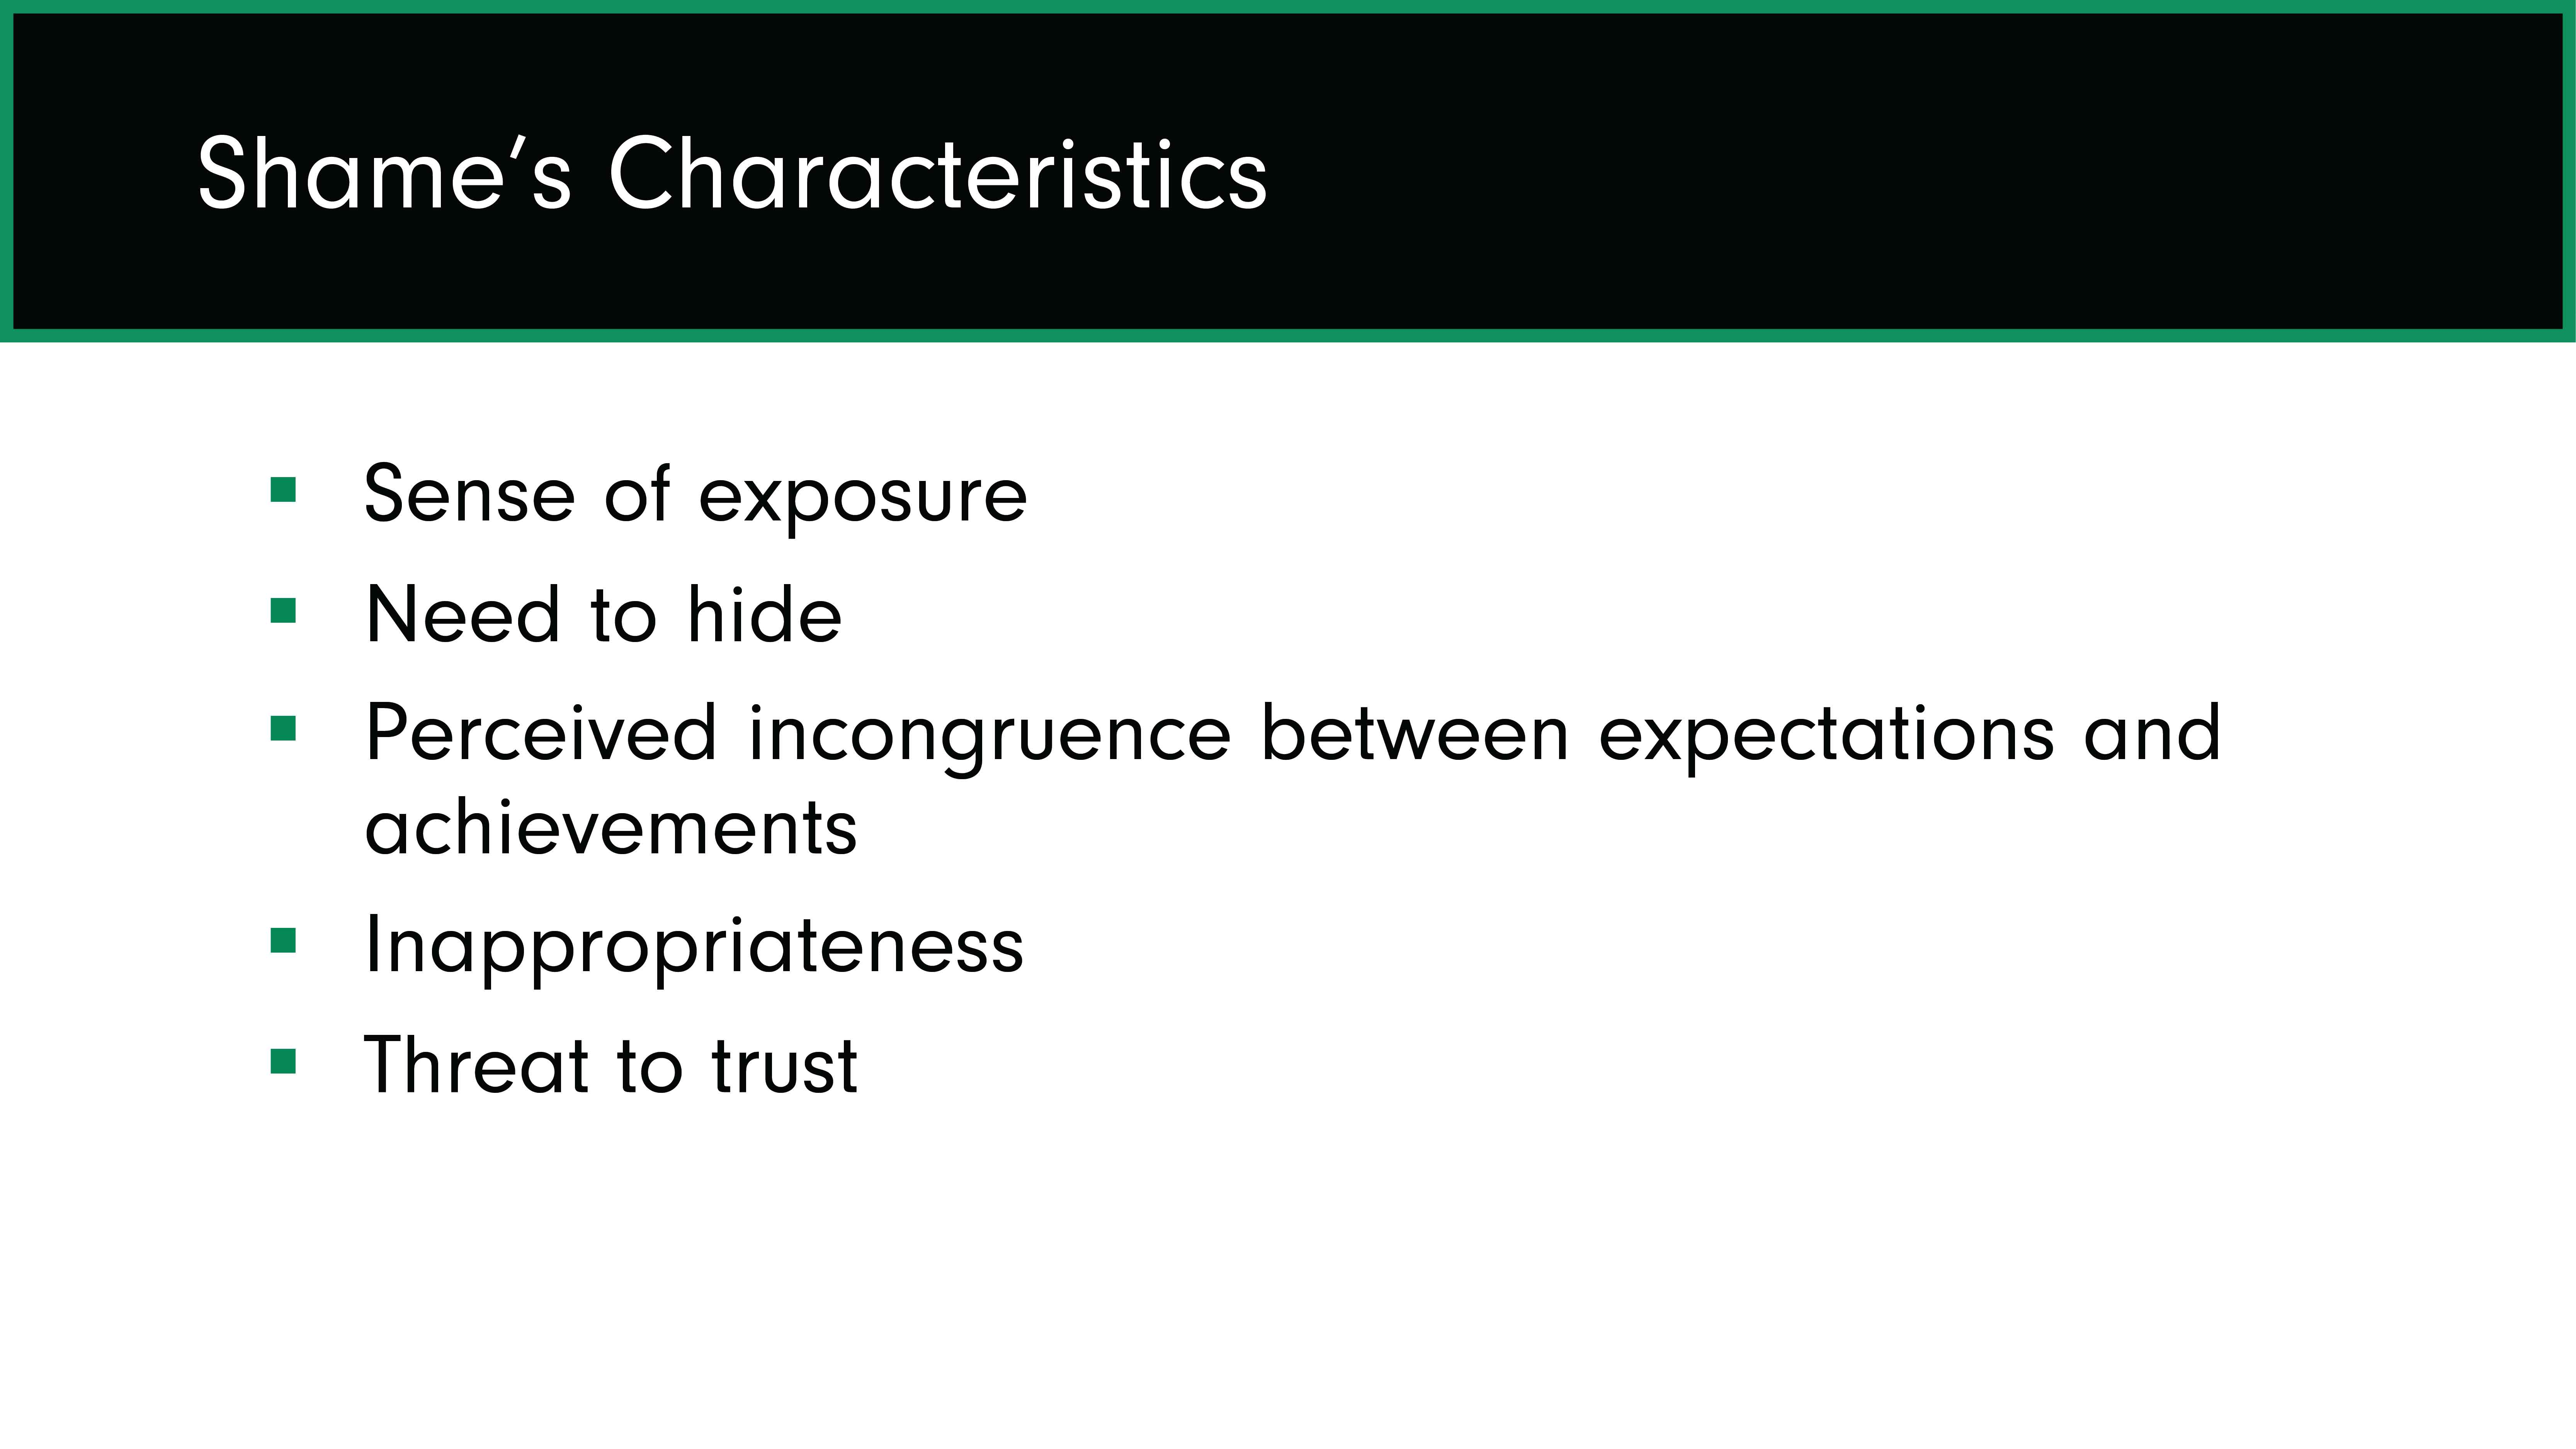 Shame’s Characteristics
▪ Sense of exposure
▪ Need to hide
▪ Perceived incongruence between expectations and
achievements
▪ Inappropriateness
▪ Threat to trust